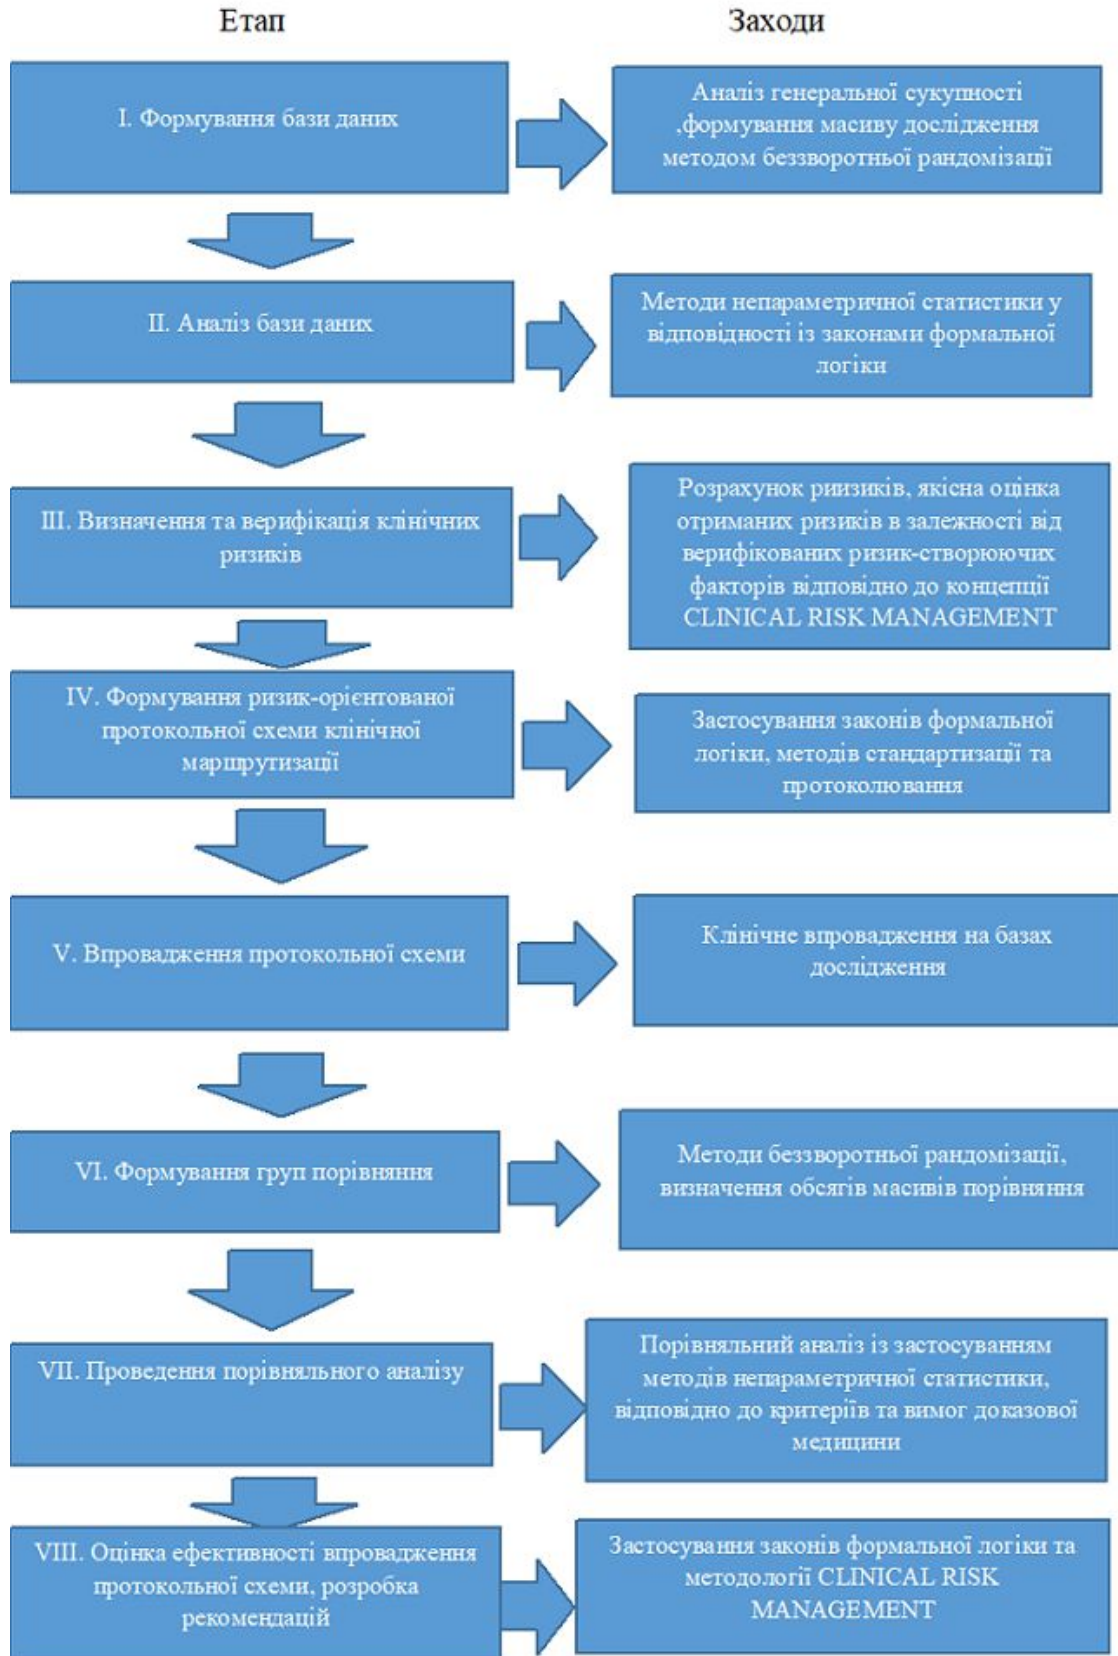 Етап
Заходи
І. Формування бази даних
Аналіз генеральної сукупності
,формування масиву дослідження
методом беззворотньої рандомізації
ІІ. Аналіз бази даних
Методи непараметричної статистики у
відповідності із законами формальної
логіки
ІІІ. Визначення та верифікація клінічних
ризиків
Розрахунок риизиків, якісна оцінка
отриманих ризиків в залежності від
верифікованих ризик-створюючих
факторів відповідно до концепції
CLINICAL RISK MANAGEMENT
IV. Формування ризик-орієнтованої
протокольної схеми клінічної
маршрутизації
Застосування законів формальної
логіки, методів стандартизації та
протоколювання
V. Впровадження протокольної схеми
Клінічне впровадження на базах
дослідження
VI. Формування груп порівняння
Методи беззворотньої рандомізації,
визначення обсягів масивів порівняння
VII. Проведення порівняльного аналізу
Порівняльний аналіз із застосуванням
методів непараметричної статистики,
відповідно до критеріїв та вимог доказової
медицини
VIII. Оцінка ефективності впровадження
протокольної схеми, розробка
рекомендацій
Застосування законів формальної логіки та
методології CLINICAL RISK
MANAGEMENT